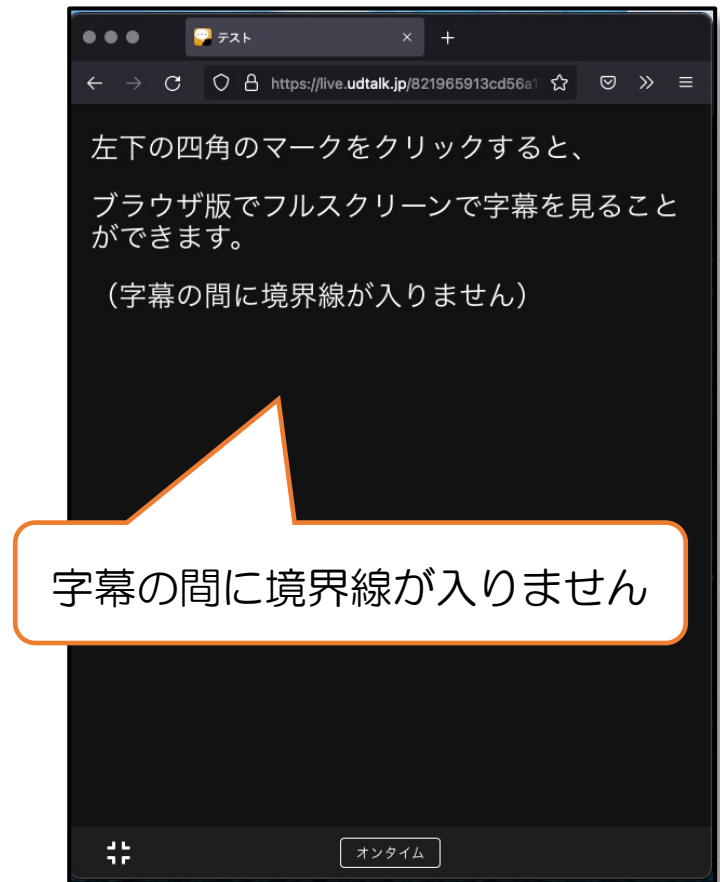 テスト
https://live.udtalk.jp/821965913cd56a1
左下の四角のマークをクリックすると、
ブラウザ版でフルスクリーンで字幕を見ること
ができます。
（字幕の間に境界線が入りません）
字幕の間に境界線が入りません
オンタイム